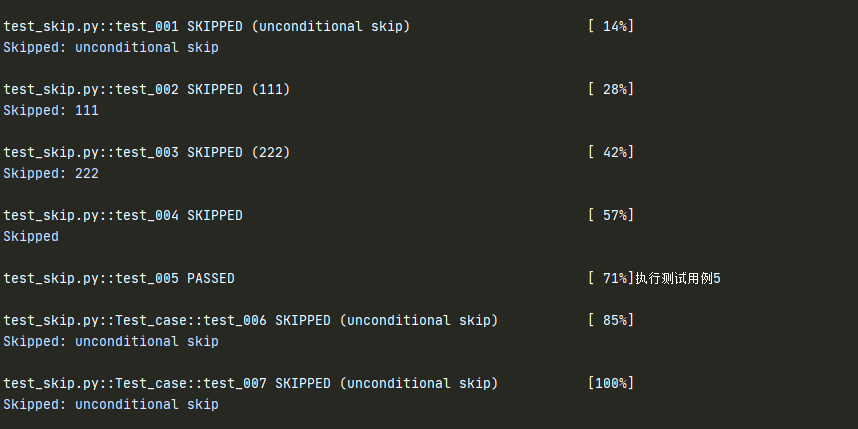 test_skip.py::test_001 SKIPPED (unconditional skip) [ 14%]
Skipped: unconditional skip
test_skip.py::test_002 SKIPPED (111) [ 28%]
Skipped: 111
test_skip.py::test_003 SKIPPED (222) [ 42%]
Skipped: 222
test_skip.py::test_004 SKIPPED [ 57%]
Skipped
test_skip.py::test_005 PASSED [ 71%]执行测试用例5
test_skip.py::Test_case::test_006 SKIPPED (unconditional skip) [ 85%]
Skipped: unconditional skip
test_skip.py::Test_case::test_007 SKIPPED (unconditional skip) [100%]
Skipped: unconditional skip